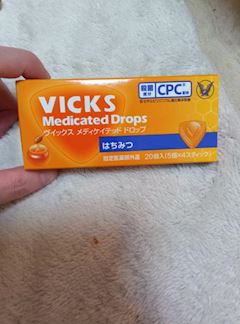 殺菌成分 CPC* 配合
VICKS
Medicated Drops
ヴイックス メディケイテッド ドロップ
はちみつ
指定医薬部外品
20個入(5個×4スティック)